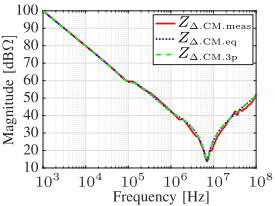 Magnitude [dBΩ]
100
90
80
70
60
50
40
30
20
10
Z_{Δ.CM.meas}
Z_{Δ.CM.eq}
Z_{Δ.CM.3p}
10^3 10^4 10^5 10^6 10^7 10^8
Frequency [Hz]